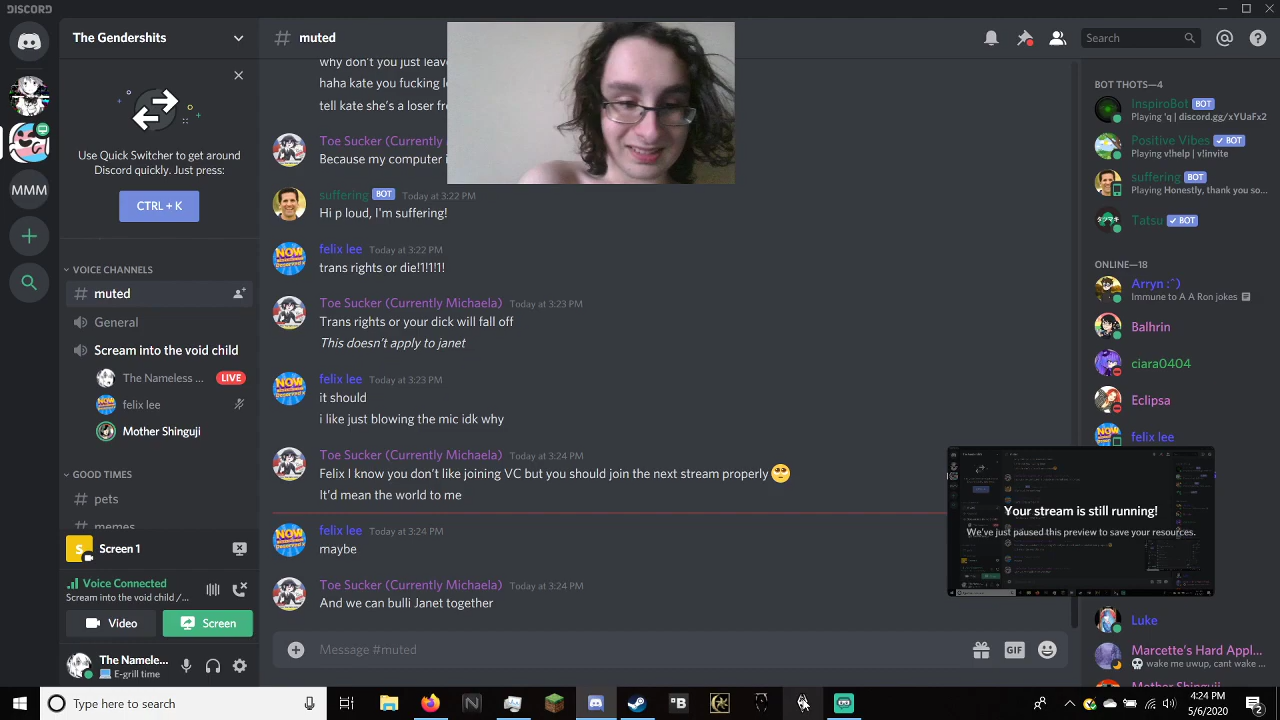 DISCORD
The Gendershits
muted
Search
why don't you just leav
haha kate you fucking l
tell kate she's a loser fr
Use Quick Switcher to get around
Discord quickly. Just press:
CTRL + K
Toe Sucker (Currently M
Because my computer i
suffering BOT Today at 3:22 PM
Hi p loud, I'm suffering!
felix lee Today at 3:22 PM
trans rights or die!1!1!1!
Toe Sucker (Currently Michaela) Today at 3:23 PM
Trans rights or your dick will fall off
This doesn't apply to janet
felix lee Today at 3:23 PM
it should
i like just blowing the mic idk why
Toe Sucker (Currently Michaela) Today at 3:24 PM
Felix I know you don't like joining VC but you should join the next stream properly
It'd mean the world to me
felix lee Today at 3:24 PM
maybe
Toe Sucker (Currently Michaela) Today at 3:24 PM
And we can bulli Janet together
Message #muted
GIF
MMM
VOICE CHANNELS
muted
General
Scream into the void child
The Nameless ... LIVE
felix lee
Mother Shinguji
GOOD TIMES
pets
memes
Screen 1
Voice Connected
Scream into the void child /...
Video
Screen
The Namele...
E-grill time
BOT THOTS—4
InspiroBot BOT
Playing 'q | discord.gg/xYUaFx2
Positive Vibes BOT
Playing v!help | v!invite
suffering BOT
Playing Honestly, thank you so...
Tatsu BOT
ONLINE—18
Arryn :^)
Immune to A A Ron jokes
Balhrin
ciara0404
Eclipsa
felix lee
Your stream is still running!
We've just paused this preview to save your resources.
Luke
Marcette's Hard Appl...
wake me uwup, cant wake ...
Mother Shinguji
Type here to search
4:24 PM
5/6/2020
2